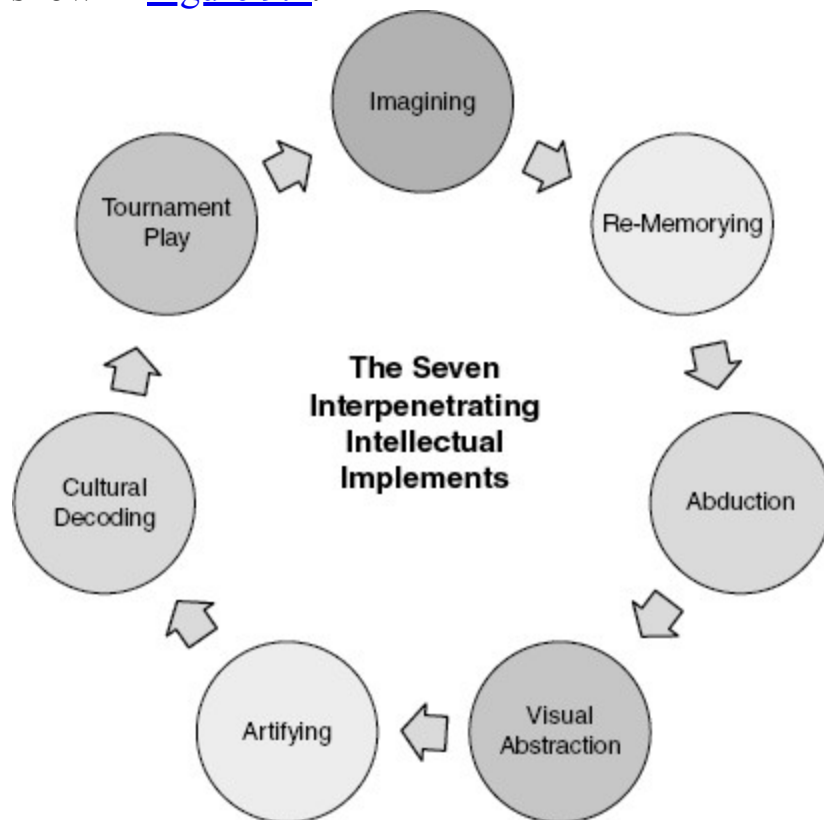 Imagining
Re-Memorying
Abduction
Visual
Abstraction
Artifying
Cultural
Decoding
Tournament
Play
The Seven
Interpenetrating
Intellectual
Implements